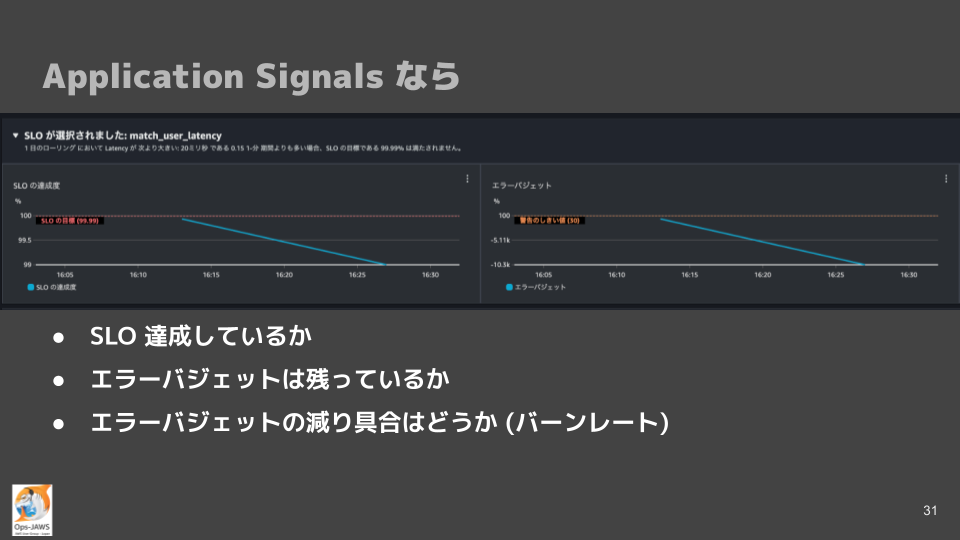 Application Signals なら
▼ SLO が選択されました: match_user_latency
1 日のローリング において Latency が 次より大きい: 20ミリ秒 である 0.15 1-分 期間よりも多い場合、SLO の目標である 99.99% は満たされません。
SLO の達成度
%
100
SLO の目標 (99.99)
99.5
99
16:05 16:10 16:15 16:20 16:25 16:30
SLO の達成度
エラーバジェット
%
100
警告のしきい値 (30)
-5.11k
-10.3k
16:05 16:10 16:15 16:20 16:25 16:30
エラーバジェット
● SLO 達成しているか
● エラーバジェットは残っているか
● エラーバジェットの減り具合はどうか (バーンレート)
Ops-JAWS
31